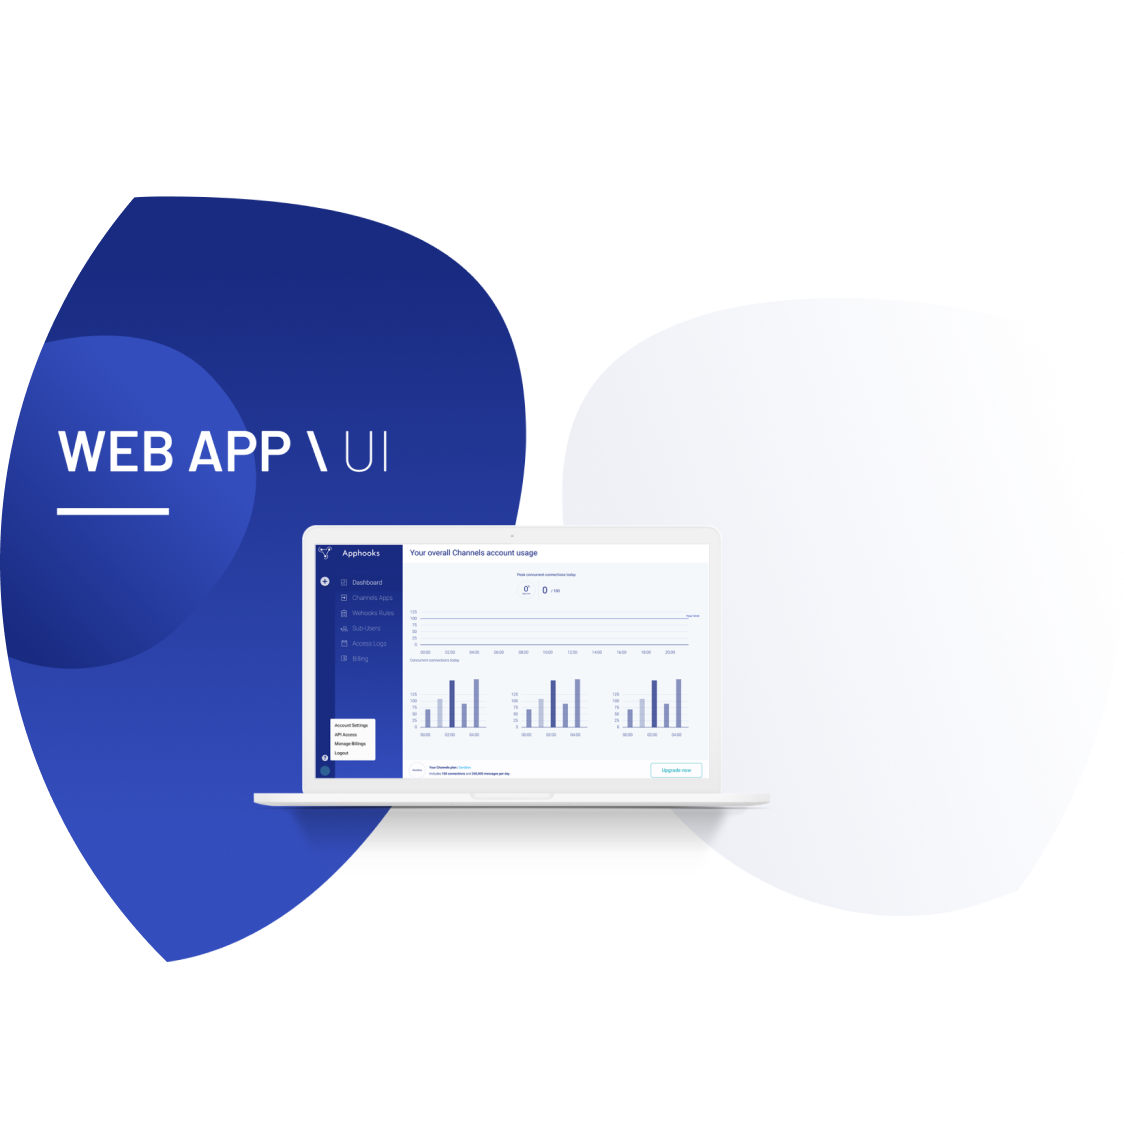 WEB APP \ UI
Apphooks
Your overall Channels account usage
Dashboard
Channels Apps
Wehooks Rules
Sub-Users
Access Logs
Billing
Account Settings
API Access
Manage Billings
Logout
Peak concurrent connections today
0
0 / 100
125
100
75
50
25
0
Your limit
00:00 02:00 04:00 06:00 08:00 10:00 12:00 14:00 16:00 18:00 20:00
Concurrent connections today
125
100
75
50
25
0
00:00 02:00 04:00
125
100
75
50
25
0
00:00 02:00 04:00
125
100
75
50
25
0
00:00 02:00 04:00
Your Channels plan: Sandbox
Includes 100 connections and 200,000 messages per day.
Upgrade now